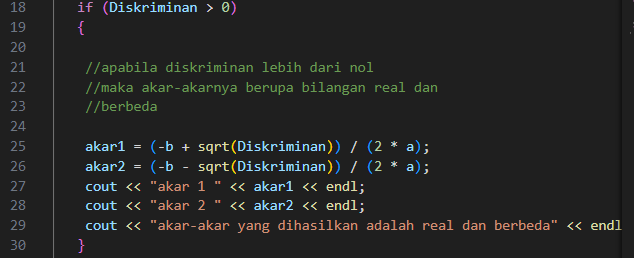 18 if (Diskriminan > 0)
19 {
20
21 //apabila diskriminan lebih dari nol
22 //maka akar-akarnya berupa bilangan real dan
23 //berbeda
24
25 akar1 = (-b + sqrt(Diskriminan)) / (2 * a);
26 akar2 = (-b - sqrt(Diskriminan)) / (2 * a);
27 cout << "akar 1 " << akar1 << endl;
28 cout << "akar 2 " << akar2 << endl;
29 cout << "akar-akar yang dihasilkan adalah real dan berbeda" << endl
30 }